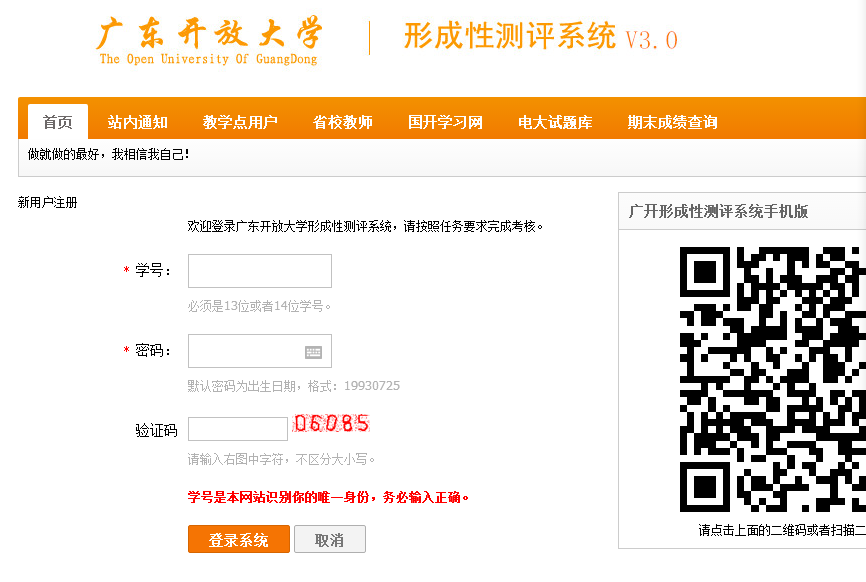 广东开放大学
The Open University Of GuangDong
形成性测评系统 V3.0
首页 站内通知 教学点用户 省校教师 国开学习网 电大试题库 期末成绩查询
做就做的最好，我相信我自己!
新用户注册
欢迎登录广东开放大学形成性测评系统，请按照任务要求完成考核。
* 学号：
必须是13位或者14位学号。
* 密码：
默认密码为出生日期，格式：19930725
验证码 06085
请输入右图中字符，不区分大小写。
学号是本网站识别你的唯一身份，务必输入正确。
登录系统 取消
广开形成性测评系统手机版
请点击上面的二维码或者扫描二